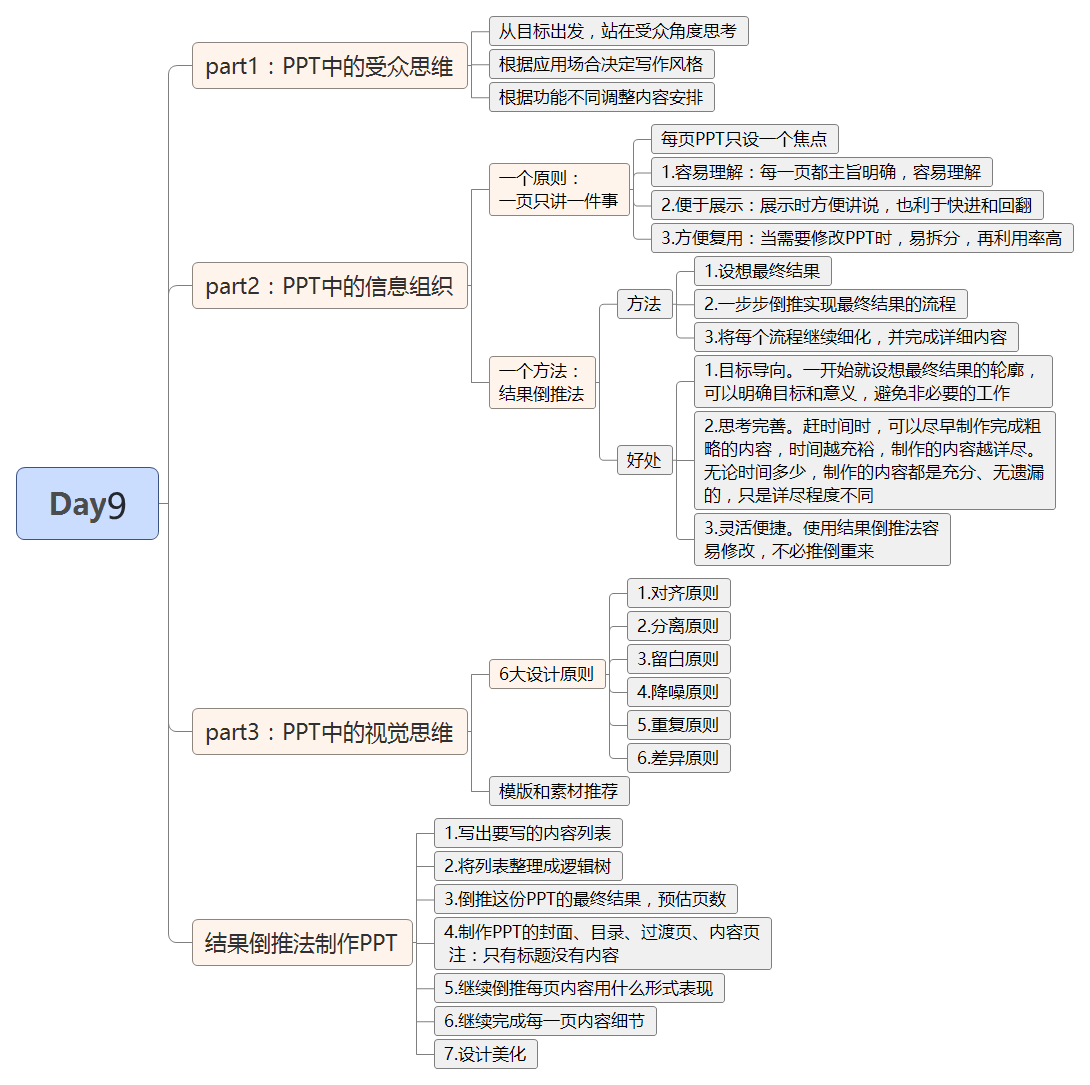 Day9
part1：PPT中的受众思维
从目标出发，站在受众角度思考
根据应用场合决定写作风格
根据功能不同调整内容安排
part2：PPT中的信息组织
一个原则：
一页只讲一件事
每页PPT只设一个焦点
1.容易理解：每一页都主旨明确，容易理解
2.便于展示：展示时方便讲说，也利于快进和回翻
3.方便复用：当需要修改PPT时，易拆分，再利用率高
一个方法：
结果倒推法
方法
1.设想最终结果
2.一步步倒推实现最终结果的流程
3.将每个流程继续细化，并完成详细内容
好处
1.目标导向。一开始就设想最终结果的轮廓，
可以明确目标和意义，避免非必要的工作
2.思考完善。赶时间时，可以尽早制作完成粗
略的内容，时间越充裕，制作的内容越详尽。
无论时间多少，制作的内容都是充分、无遗漏
的，只是详尽程度不同
3.灵活便捷。使用结果倒推法容
易修改，不必推倒重来
part3：PPT中的视觉思维
6大设计原则
1.对齐原则
2.分离原则
3.留白原则
4.降噪原则
5.重复原则
6.差异原则
模版和素材推荐
结果倒推法制作PPT
1.写出要写的内容列表
2.将列表整理成逻辑树
3.倒推这份PPT的最终结果，预估页数
4.制作PPT的封面、目录、过渡页、内容页
注：只有标题没有内容
5.继续倒推每页内容用什么形式表现
6.继续完成每一页内容细节
7.设计美化